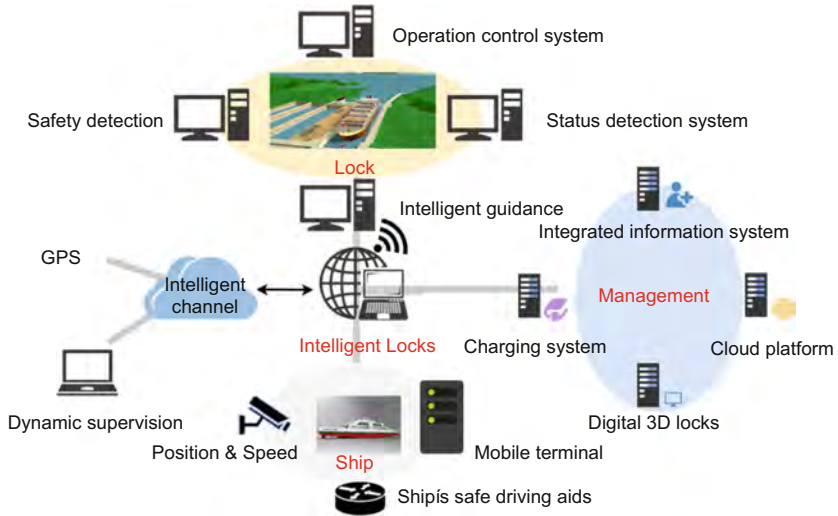 Operation control system
Safety detection
Status detection system
Lock
Intelligent guidance
Integrated information system
GPS
Intelligent
channel
Management
Intelligent Locks
Charging system
Cloud platform
Dynamic supervision
Digital 3D locks
Position & Speed
Ship
Mobile terminal
Shipís safe driving aids